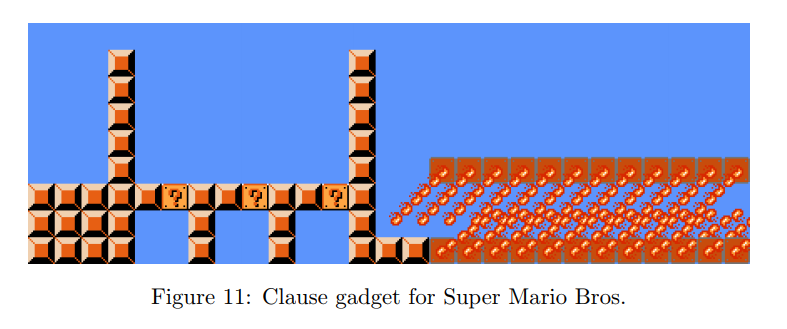 ? ? ?
Figure 11: Clause gadget for Super Mario Bros.